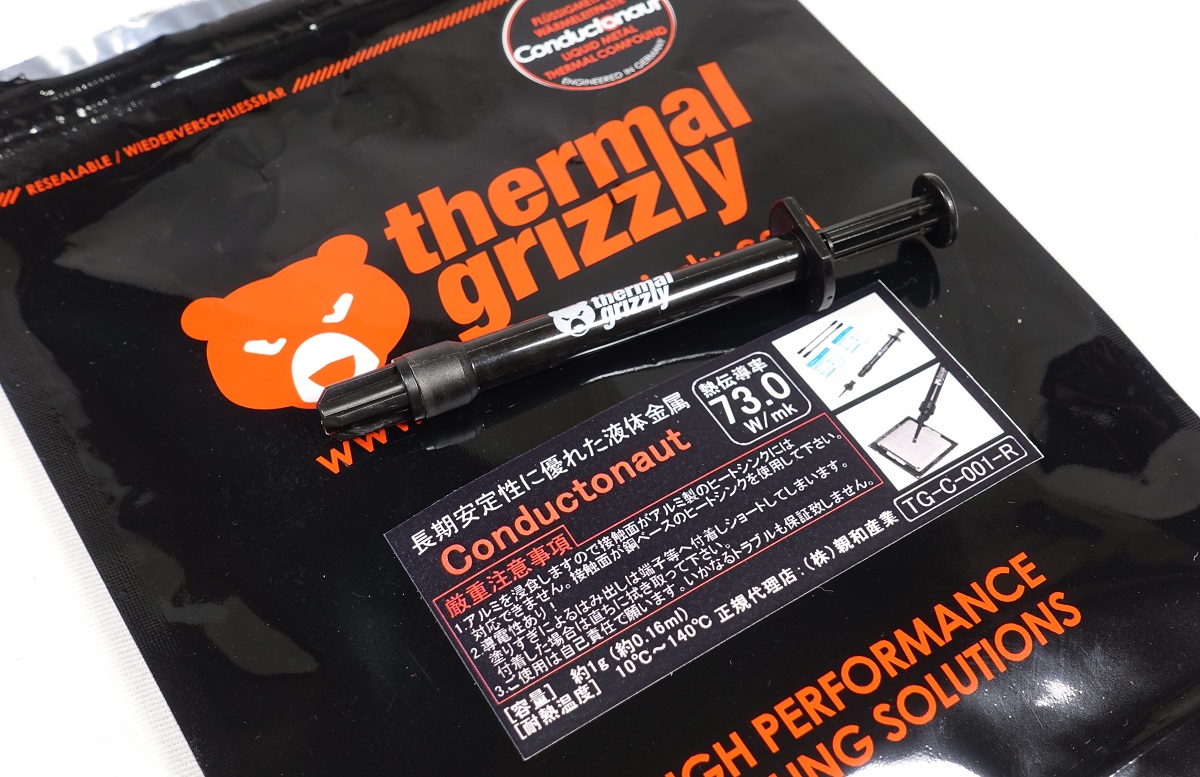 FLÜSSIGMETALL
WÄRMELEITPASTE
Conductonaut
LIQUID METAL
THERMAL COMPOUND
ENGINEERED IN GERMANY
RESEALABLE / WIEDERVERSCHLIESSBAR
thermal
grizzly
www.
ly.com
thermal
grizzly
長期安定性に優れた液体金属
Conductonaut
熱伝導率
73.0
W/mk
厳重注意事項
1.アルミを浸食しますので接触面がアルミ製のヒートシンクには
対応できません。接触面が銅ベースのヒートシンクを使用して下さい。
2.導電性あり!
塗りすぎによるはみ出しは端子等へ付着しショートしてしまいます。
付着した場合は直ちに拭き取って下さい。
3.ご使用は自己責任で願います。いかなるトラブルも保証致しません。
[容量] 約1g (約0.16ml)
[耐熱温度] 10℃~140℃ 正規代理店:(株)親和産業
TG-C-001-R
GH PERFORMANCE
LING SOLUTIONS